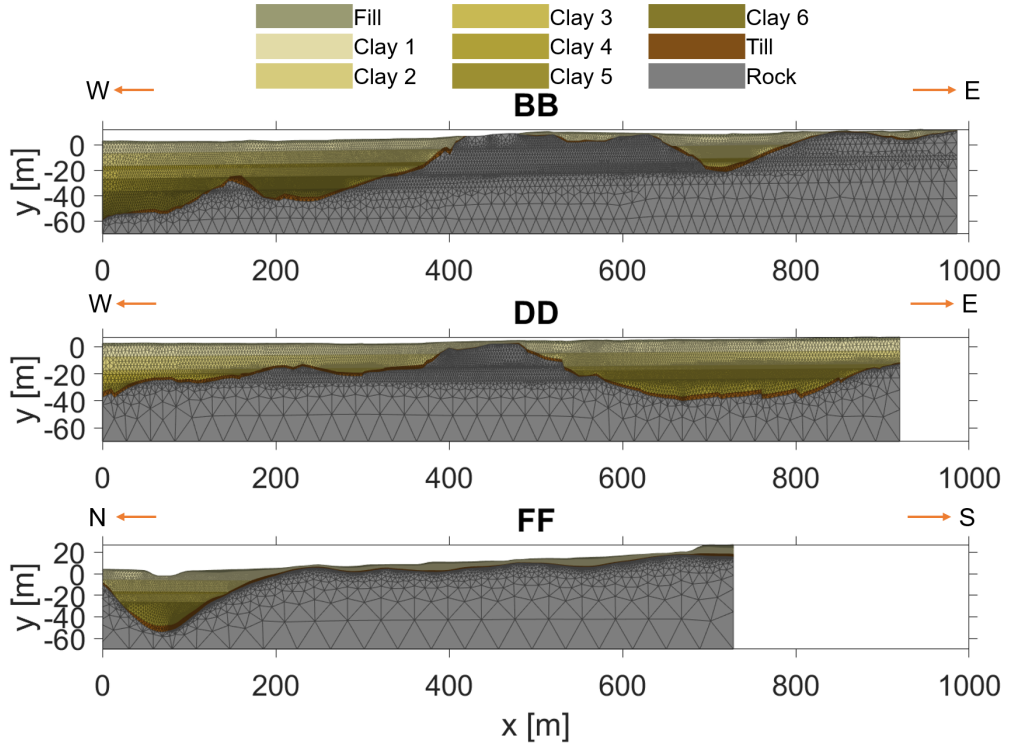 Fill Clay 3 Clay 6
Clay 1 Clay 4 Till
Clay 2 Clay 5 Rock
W BB E
y [m]
0
-20
-40
-60
0 200 400 600 800 1000
W DD E
y [m]
0
-20
-40
-60
0 200 400 600 800 1000
N FF S
y [m]
20
0
-20
-40
-60
0 200 400 600 800 1000
x [m]